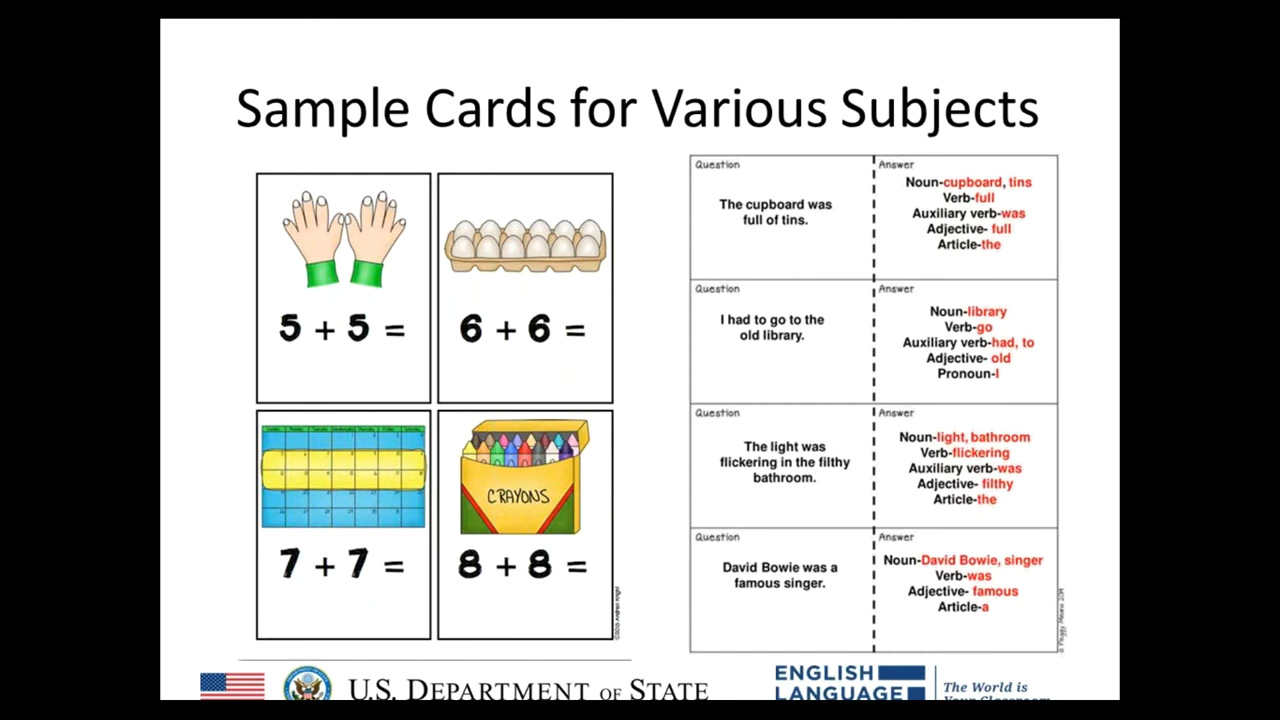 Sample Cards for Various Subjects
5 + 5 =
6 + 6 =
CRAYONS
7 + 7 =
8 + 8 =
Question
The cupboard was
full of tins.
Answer
Noun-cupboard, tins
Verb-full
Auxiliary verb-was
Adjective- full
Article-the
Question
I had to go to the
old library.
Answer
Noun-library
Verb-go
Auxiliary verb-had, to
Adjective- old
Pronoun-I
Question
The light was
flickering in the filthy
bathroom.
Answer
Noun-light, bathroom
Verb-flickering
Auxiliary verb-was
Adjective- filthy
Article-the
Question
David Bowie was a
famous singer.
Answer
Noun-David Bowie, singer
Verb-was
Adjective- famous
Article-a
U.S. DEPARTMENT OF STATE
ENGLISH
LANGUAGE
The World is
Your Classroom